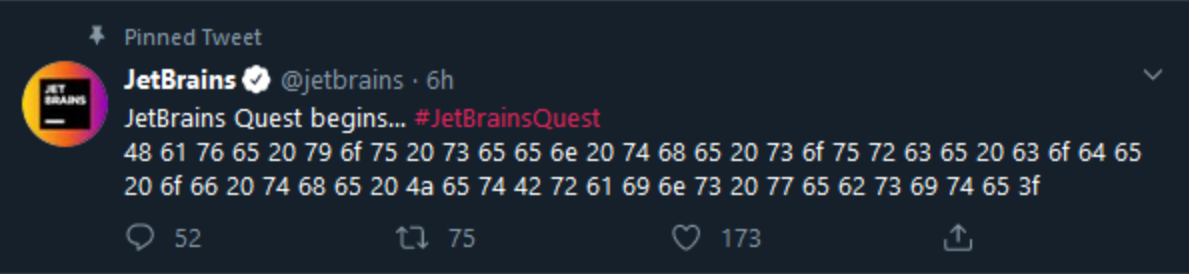 Pinned Tweet
JET
BRAINS
JetBrains @jetbrains · 6h
JetBrains Quest begins... #JetBrainsQuest
48 61 76 65 20 79 6f 75 20 73 65 65 6e 20 74 68 65 20 73 6f 75 72 63 65 20 63 6f 64 65
20 6f 66 20 74 68 65 20 4a 65 74 42 72 61 69 6e 73 20 77 65 62 73 69 74 65 3f
52 75 173